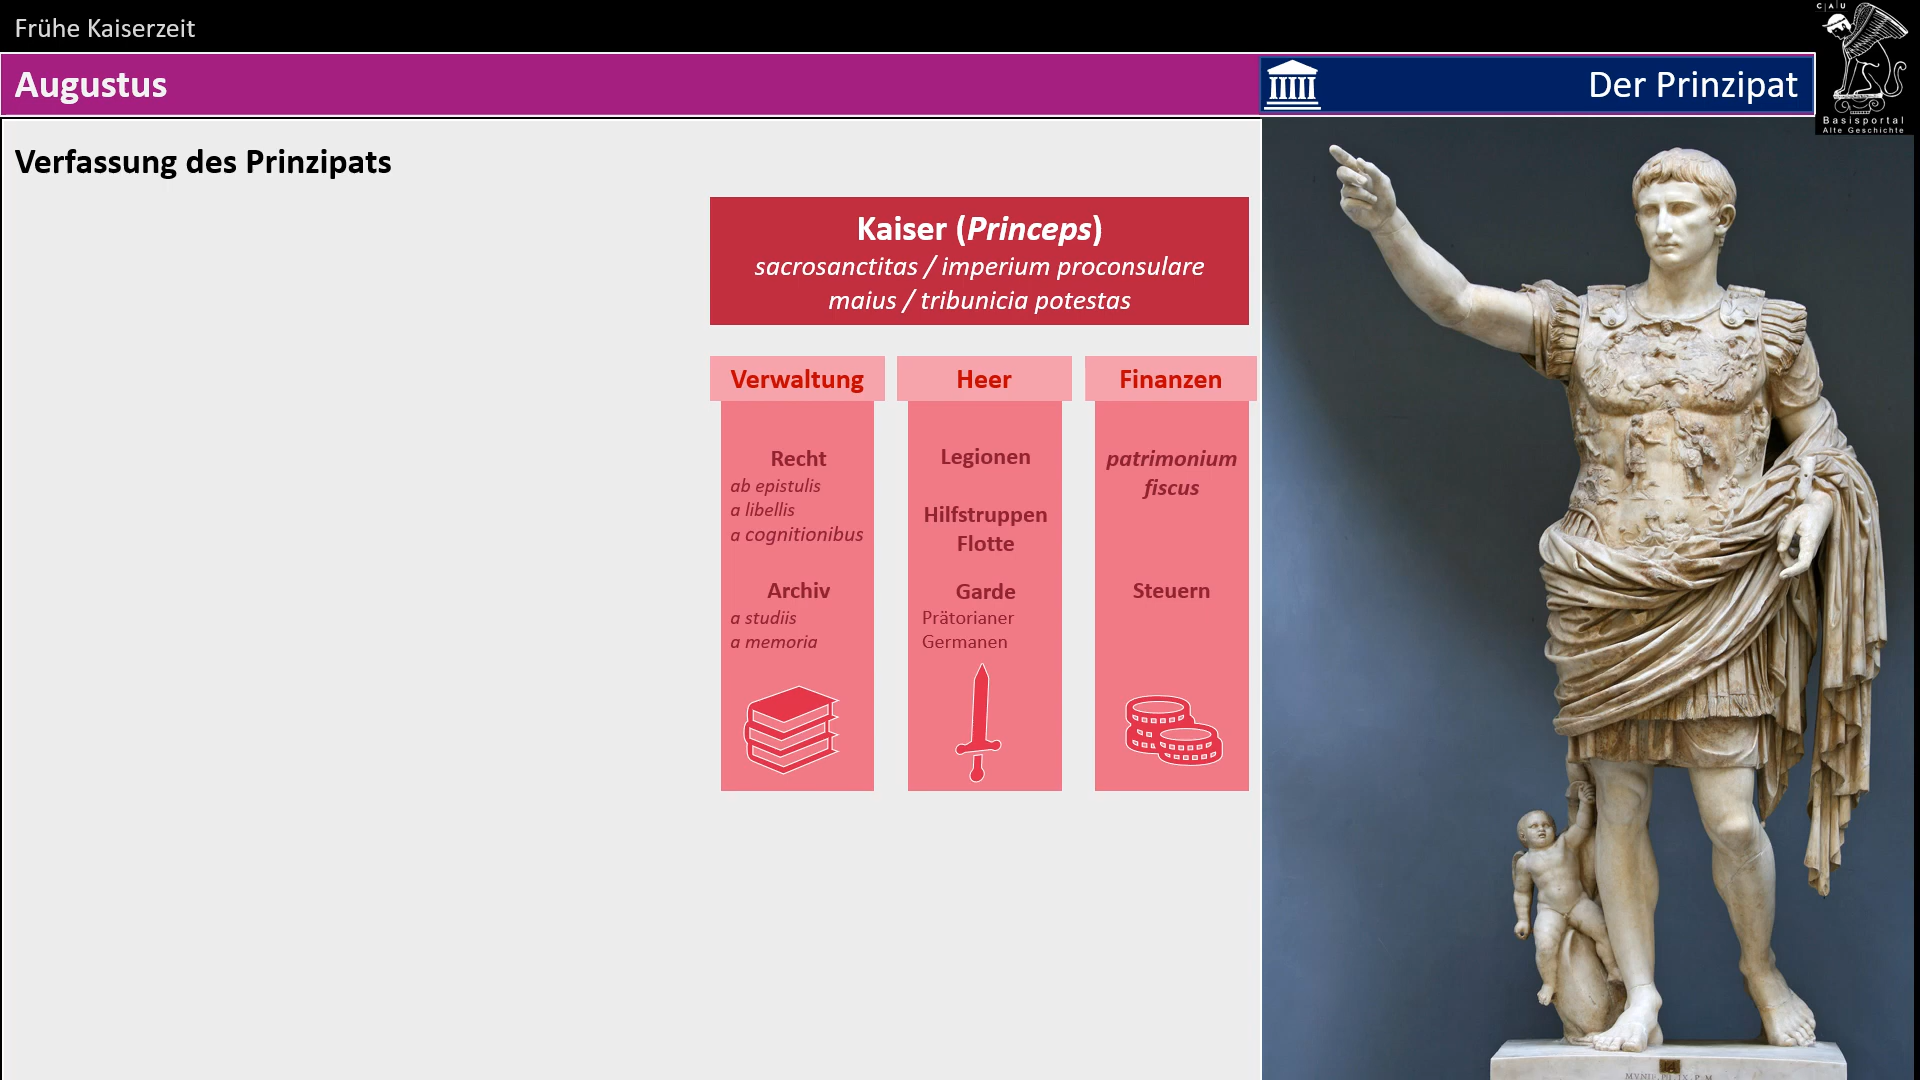 Frühe Kaiserzeit
Augustus
Der Prinzipat
C|A|U
Basisportal
Alte Geschichte
Verfassung des Prinzipats
Kaiser (Princeps)
sacrosanctitas / imperium proconsulare
maius / tribunicia potestas
Verwaltung
Recht
ab epistulis
a libellis
a cognitionibus
Archiv
a studiis
a memoria
Heer
Legionen
Hilfstruppen
Flotte
Garde
Prätorianer
Germanen
Finanzen
patrimonium
fiscus
Steuern